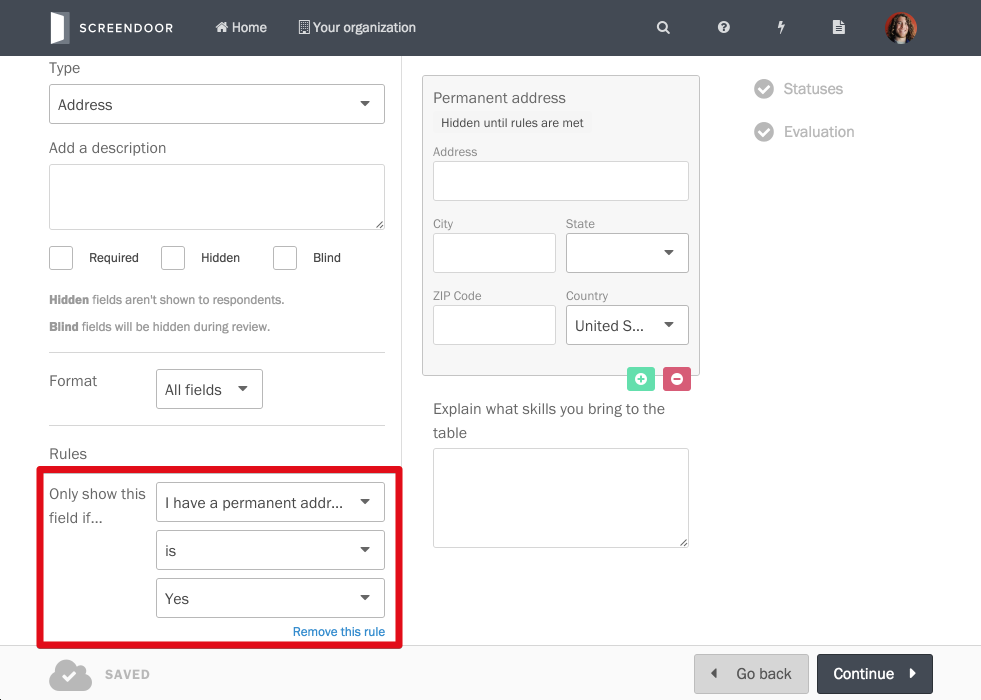 SCREENDOOR
Home
Your organization
Type
Address
Add a description
Required
Hidden
Blind
Hidden fields aren't shown to respondents.
Blind fields will be hidden during review.
Format
All fields
Rules
Only show this
field if...
I have a permanent addr...
is
Yes
Remove this rule
Permanent address
Hidden until rules are met
Address
City
State
ZIP Code
Country
United S...
Explain what skills you bring to the
table
Statuses
Evaluation
SAVED
Go back
Continue